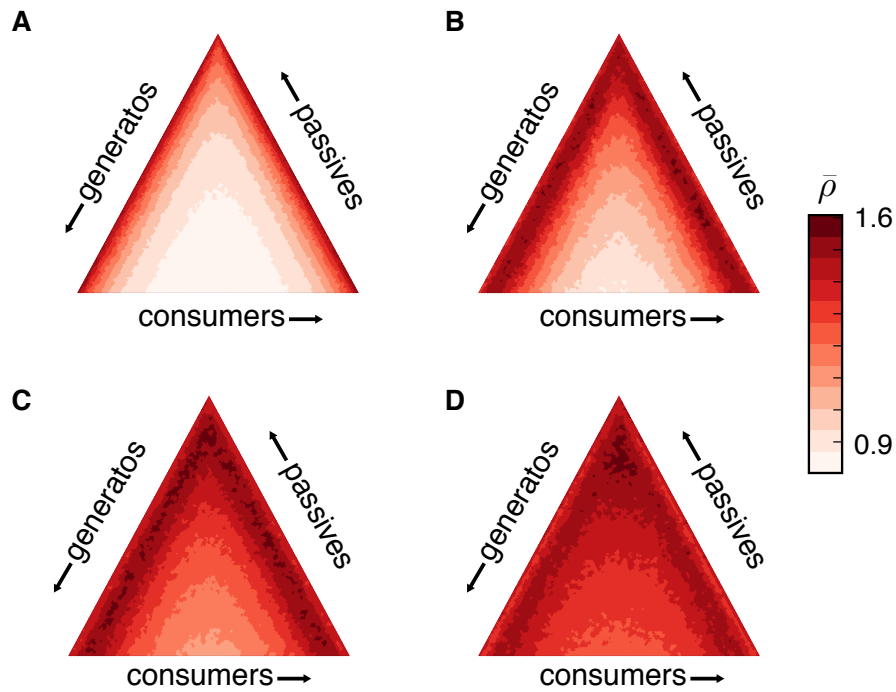 A
generatos
passives
consumers
B
generatos
passives
consumers
ρ̄
1.6
0.9
C
generatos
passives
consumers
D
generatos
passives
consumers